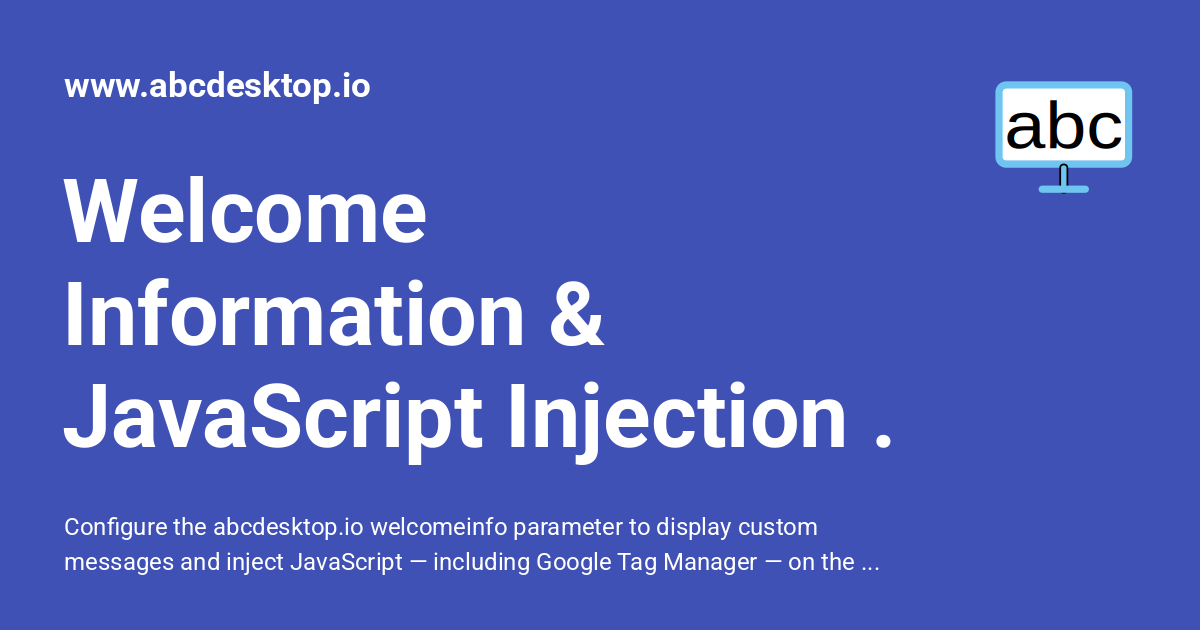 www.abcdesktop.io
abc
Welcome
Information &
JavaScript Injection .
Configure the abcdesktop.io welcomeinfo parameter to display custom
messages and inject JavaScript — including Google Tag Manager — on the ...